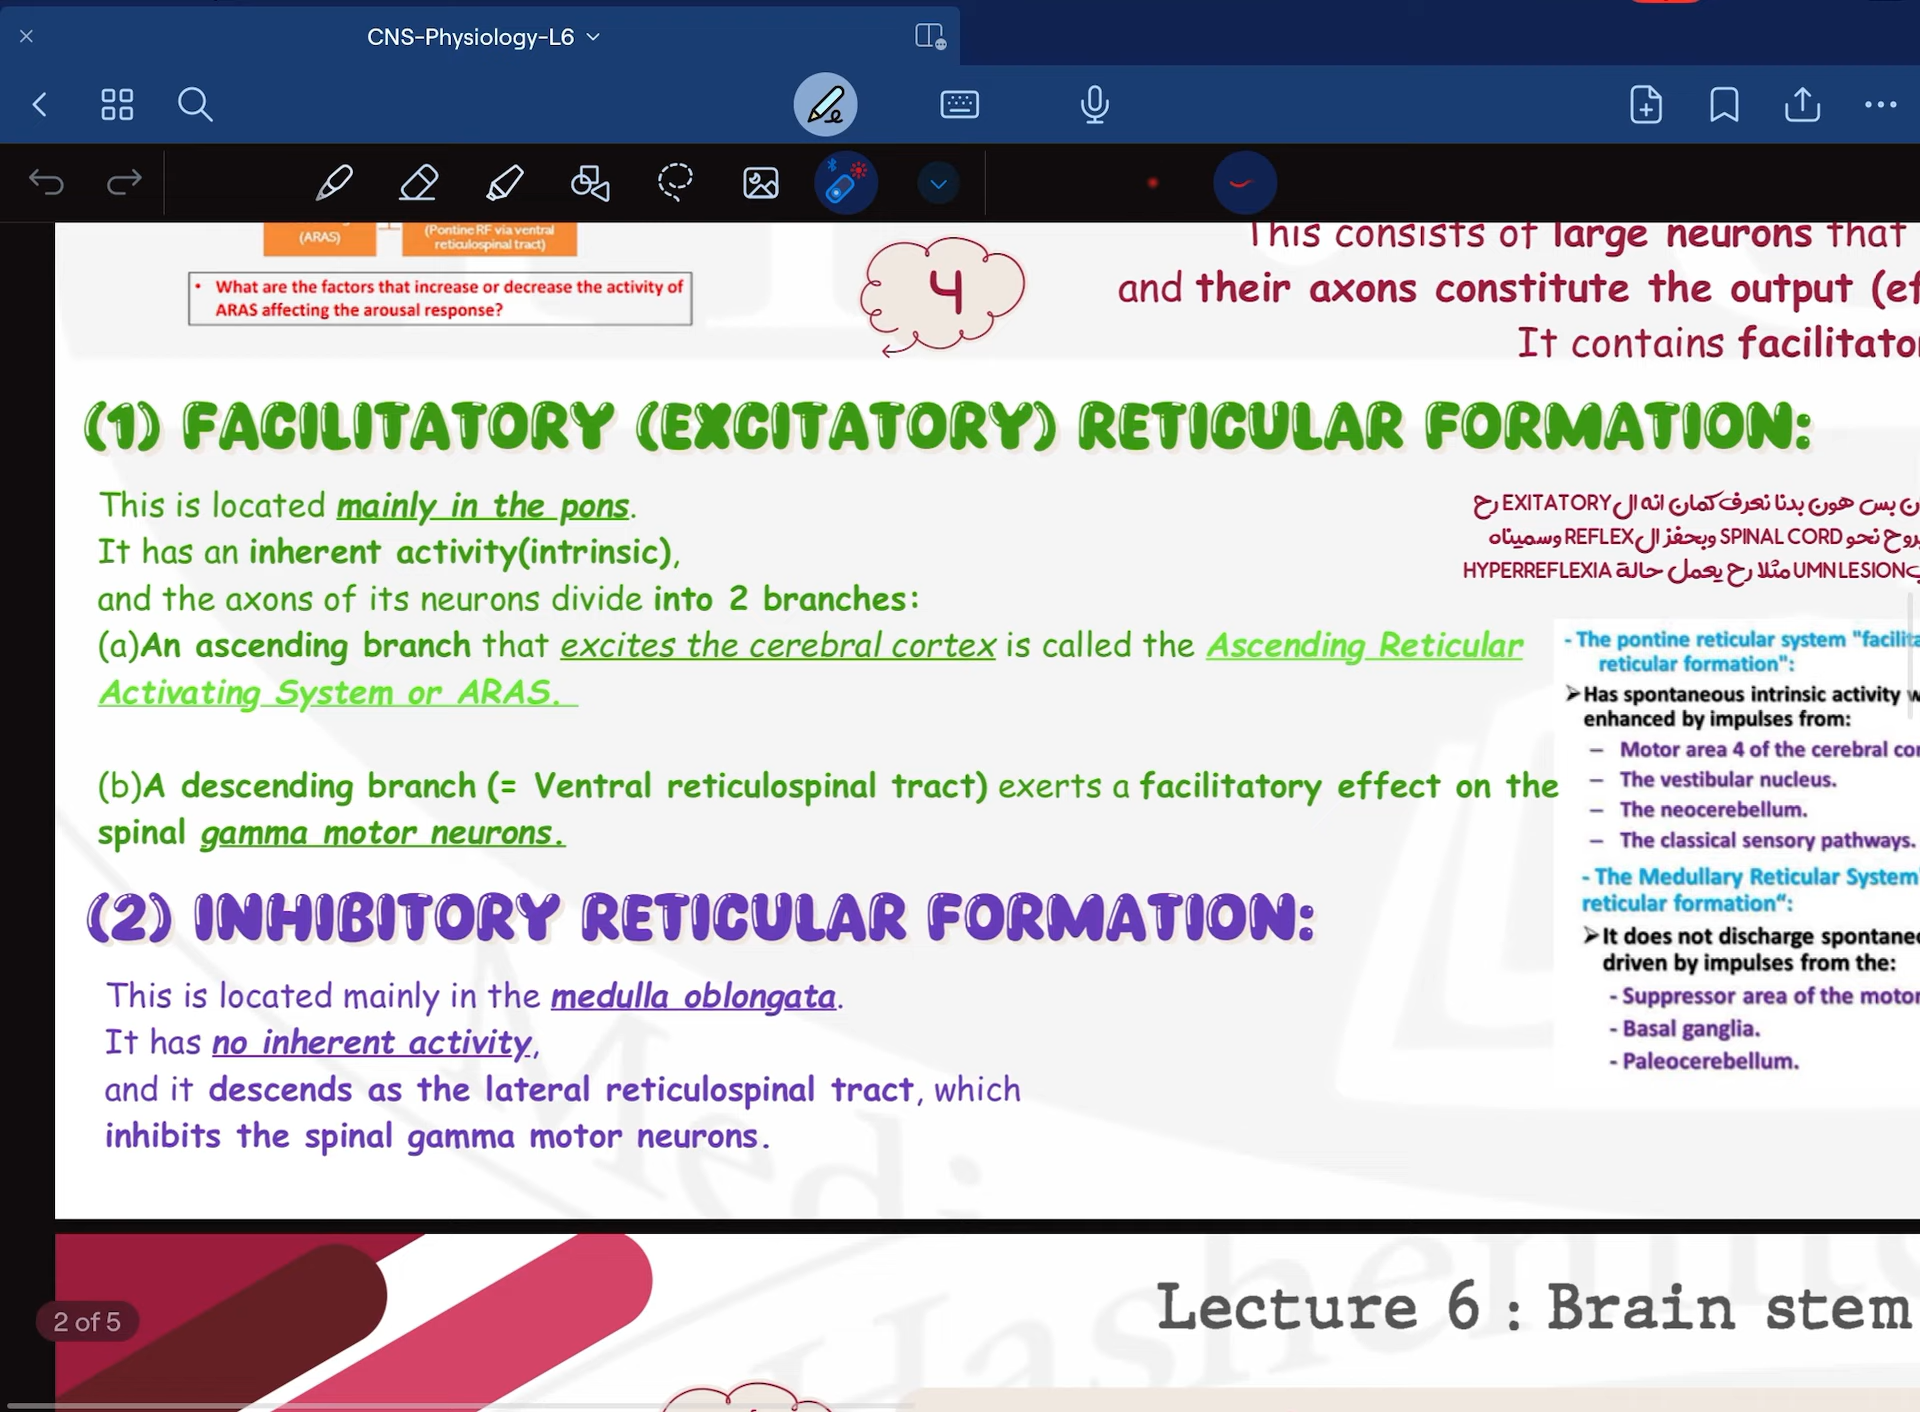 CNS-Physiology-L6
(ARAS)
(Pontine RF via ventral
reticulospinal tract)
• What are the factors that increase or decrease the activity of
ARAS affecting the arousal response?
4
This consists of large neurons that
and their axons constitute the output (ef
It contains facilitato
(1) FACILITATORY (EXCITATORY) RETICULAR FORMATION:
This is located mainly in the pons.
It has an inherent activity(intrinsic),
and the axons of its neurons divide into 2 branches:
(a)An ascending branch that excites the cerebral cortex is called the Ascending Reticular
Activating System or ARAS.
(b)A descending branch (= Ventral reticulospinal tract) exerts a facilitatory effect on the
spinal gamma motor neurons.
بس هون بدنا نعرف كمان انه ال EXITATORY رح
يروح نحو SPINAL CORD وبحفز ال REFLEX وسميناه
UMN LESION مثلا رح يعمل حالة HYPERREFLEXIA
- The pontine reticular system "facilita
reticular formation":
➢Has spontaneous intrinsic activity w
enhanced by impulses from:
– Motor area 4 of the cerebral cor
– The vestibular nucleus.
– The neocerebellum.
– The classical sensory pathways.
- The Medullary Reticular System"
reticular formation“:
➢It does not discharge spontaneo
driven by impulses from the:
- Suppressor area of the motor
- Basal ganglia.
- Paleocerebellum.
(2) INHIBITORY RETICULAR FORMATION:
This is located mainly in the medulla oblongata.
It has no inherent activity,
and it descends as the lateral reticulospinal tract, which
inhibits the spinal gamma motor neurons.
Medi
Hashemite
2 of 5
Lecture 6 : Brain stem